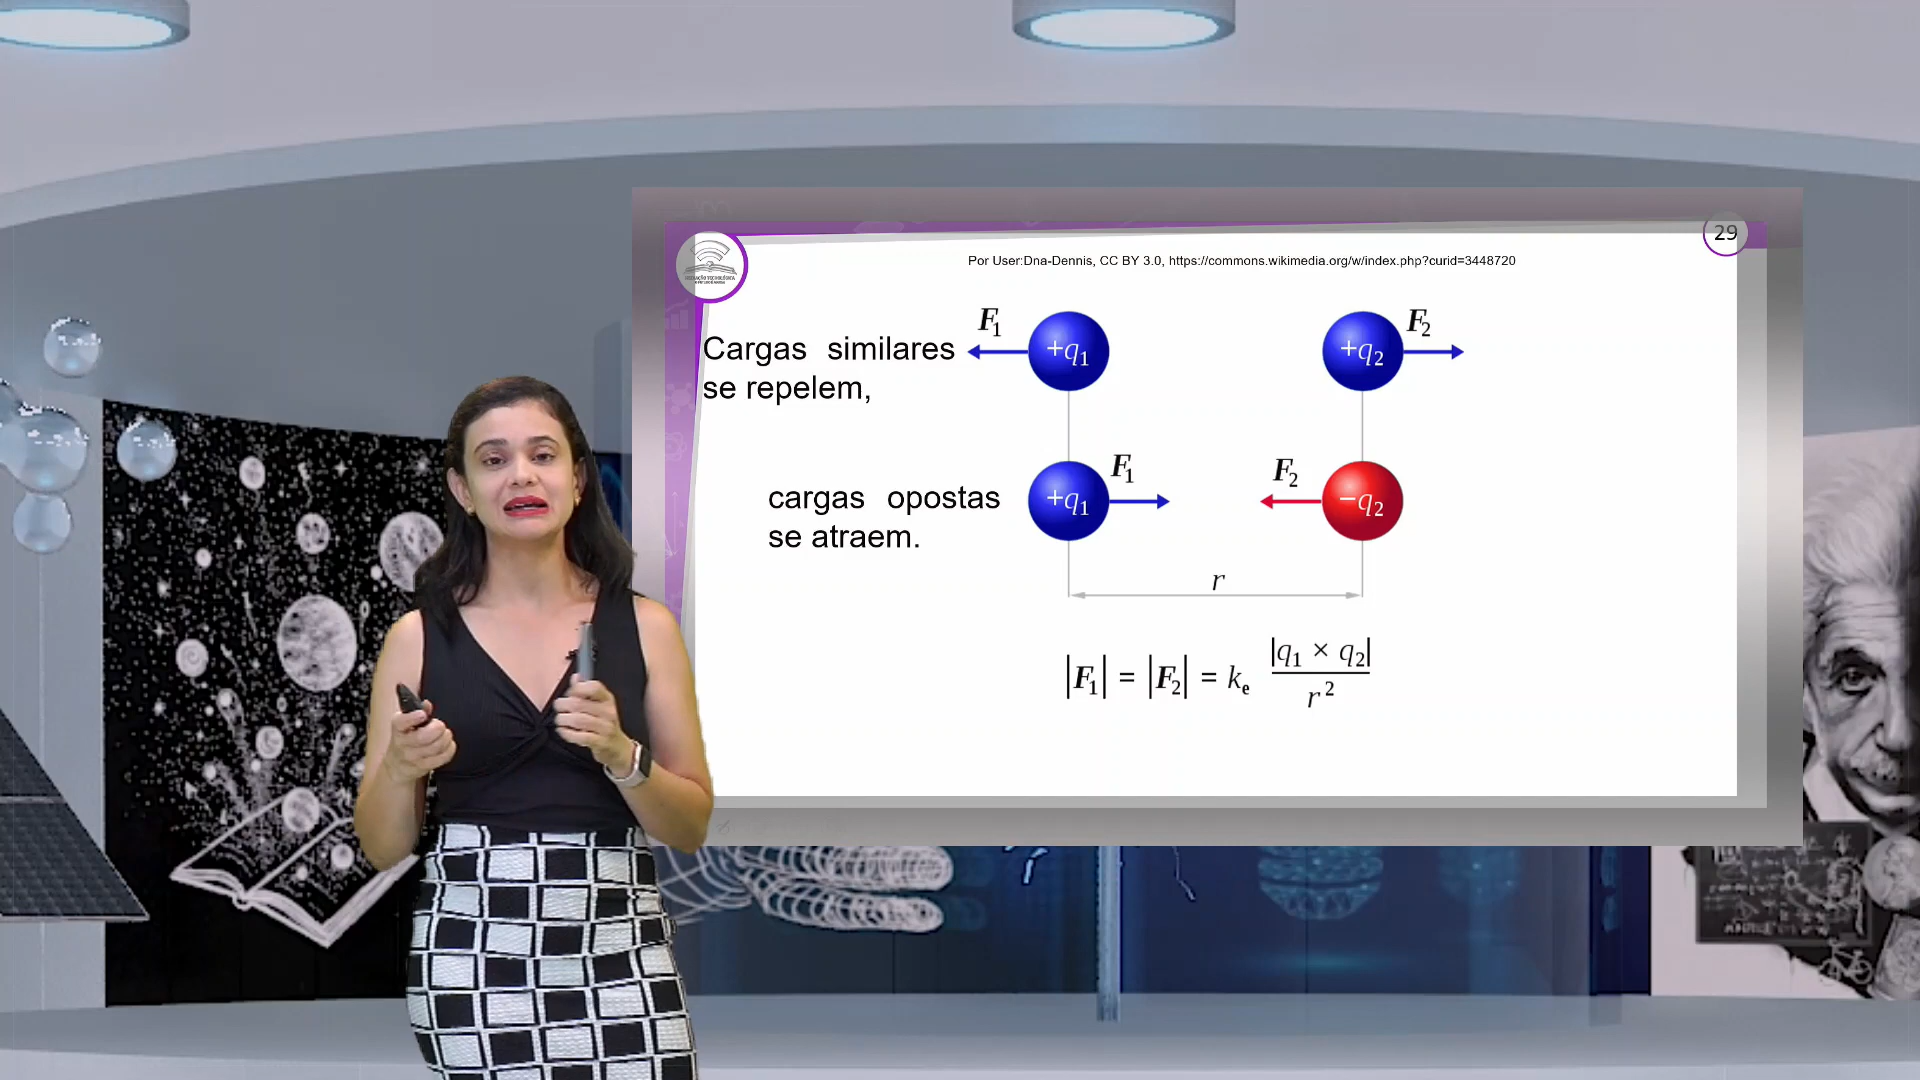 29
Por User:Dna-Dennis, CC BY 3.0, https://commons.wikimedia.org/w/index.php?curid=3448720
Cargas similares
se repelem,
F₁ +q₁ +q₂ F₂
cargas opostas
se atraem.
+q₁ F₁ F₂ −q₂
r
|F₁| = |F₂| = kₑ |q₁ × q₂| / r²